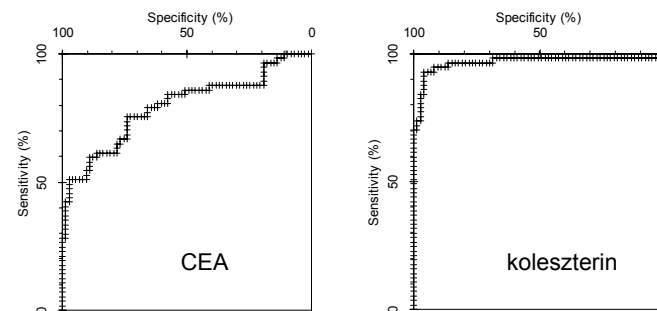 Specificity (%)
100 50 0
100
50
0
Sensitivity (%)
CEA
Specificity (%)
100 50
100
50
0
Sensitivity (%)
koleszterin